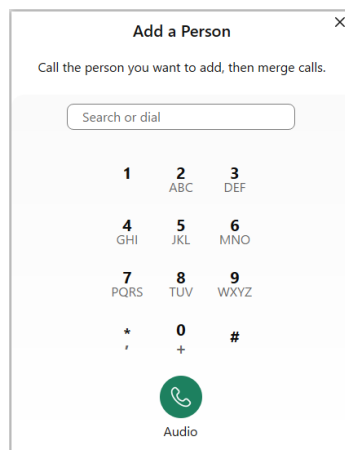 Add a Person
Call the person you want to add, then merge calls.
Search or dial
1 2 3
ABC DEF
4 5 6
GHI JKL MNO
7 8 9
PQRS TUV WXYZ
* 0 #
, +
Audio